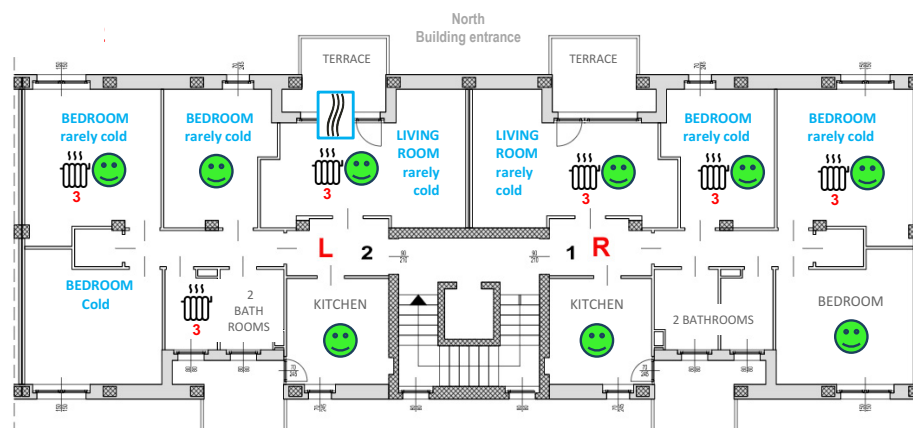 North
Building entrance
TERRACE
TERRACE
BEDROOM
rarely cold
BEDROOM
rarely cold
LIVING
ROOM
rarely
cold
LIVING
ROOM
rarely
cold
BEDROOM
rarely cold
BEDROOM
rarely cold
3
3
3
3
3
L
2
1
R
BEDROOM
Cold
3
2
BATH
ROOMS
KITCHEN
KITCHEN
2 BATHROOMS
BEDROOM